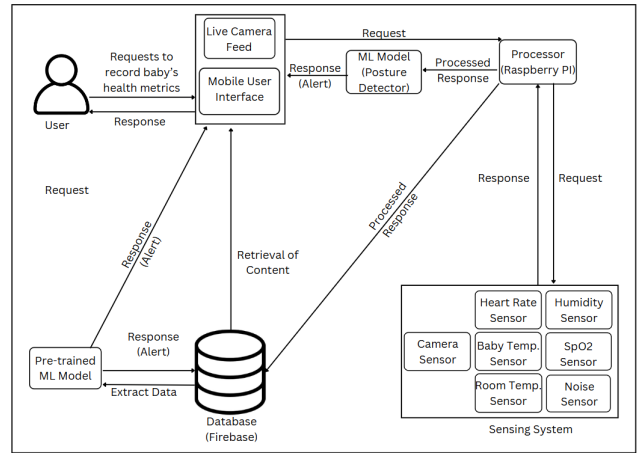 Live Camera
Feed
Mobile User
Interface
Requests to
record baby's
health metrics
Response
User
Request
Response
(Alert)
ML Model
(Posture
Detector)
Processed
Response
Processor
(Raspberry PI)
Request
Response
(Alert)
Retrieval of
Content
Processed
Response
Response
Request
Pre-trained
ML Model
Response
(Alert)
Extract Data
Database
(Firebase)
Camera
Sensor
Heart Rate
Sensor
Humidity
Sensor
Baby Temp.
Sensor
SpO2
Sensor
Room Temp.
Sensor
Noise
Sensor
Sensing System